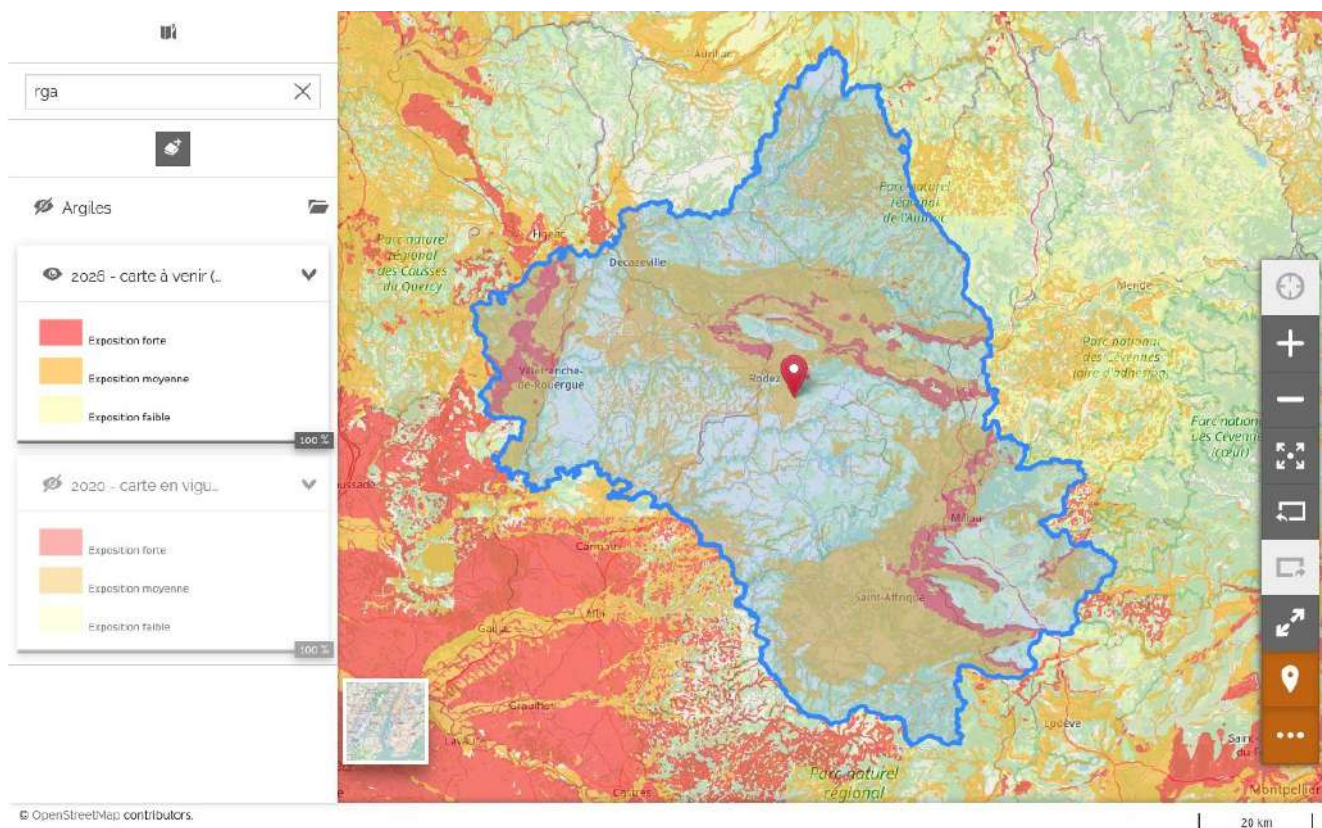 rga
Argiles
2026 - carte à venir (...
Exposition forte
Exposition moyenne
Exposition faible
100 %
2020 - carte en vigu...
Exposition forte
Exposition moyenne
Exposition faible
100 %
Aurillac
Parc naturel
régional
de l'Aubrac
Figeac
Parc naturel
régional
des Causses
du Quercy
Decazeville
Mende
Parc national
des Cévennes
(aire d'adhésion)
Villefranche-
de-Rouergue
Rodez
Parc nation
des Cévenne
(cœur)
Millau
Carmaux
Saint-Affrique
Albi
Gaillac
Graulhet
Lavaur
Castres
Lodève
Parc naturel
régional
Montpellier
© OpenStreetMap contributors.
20 km